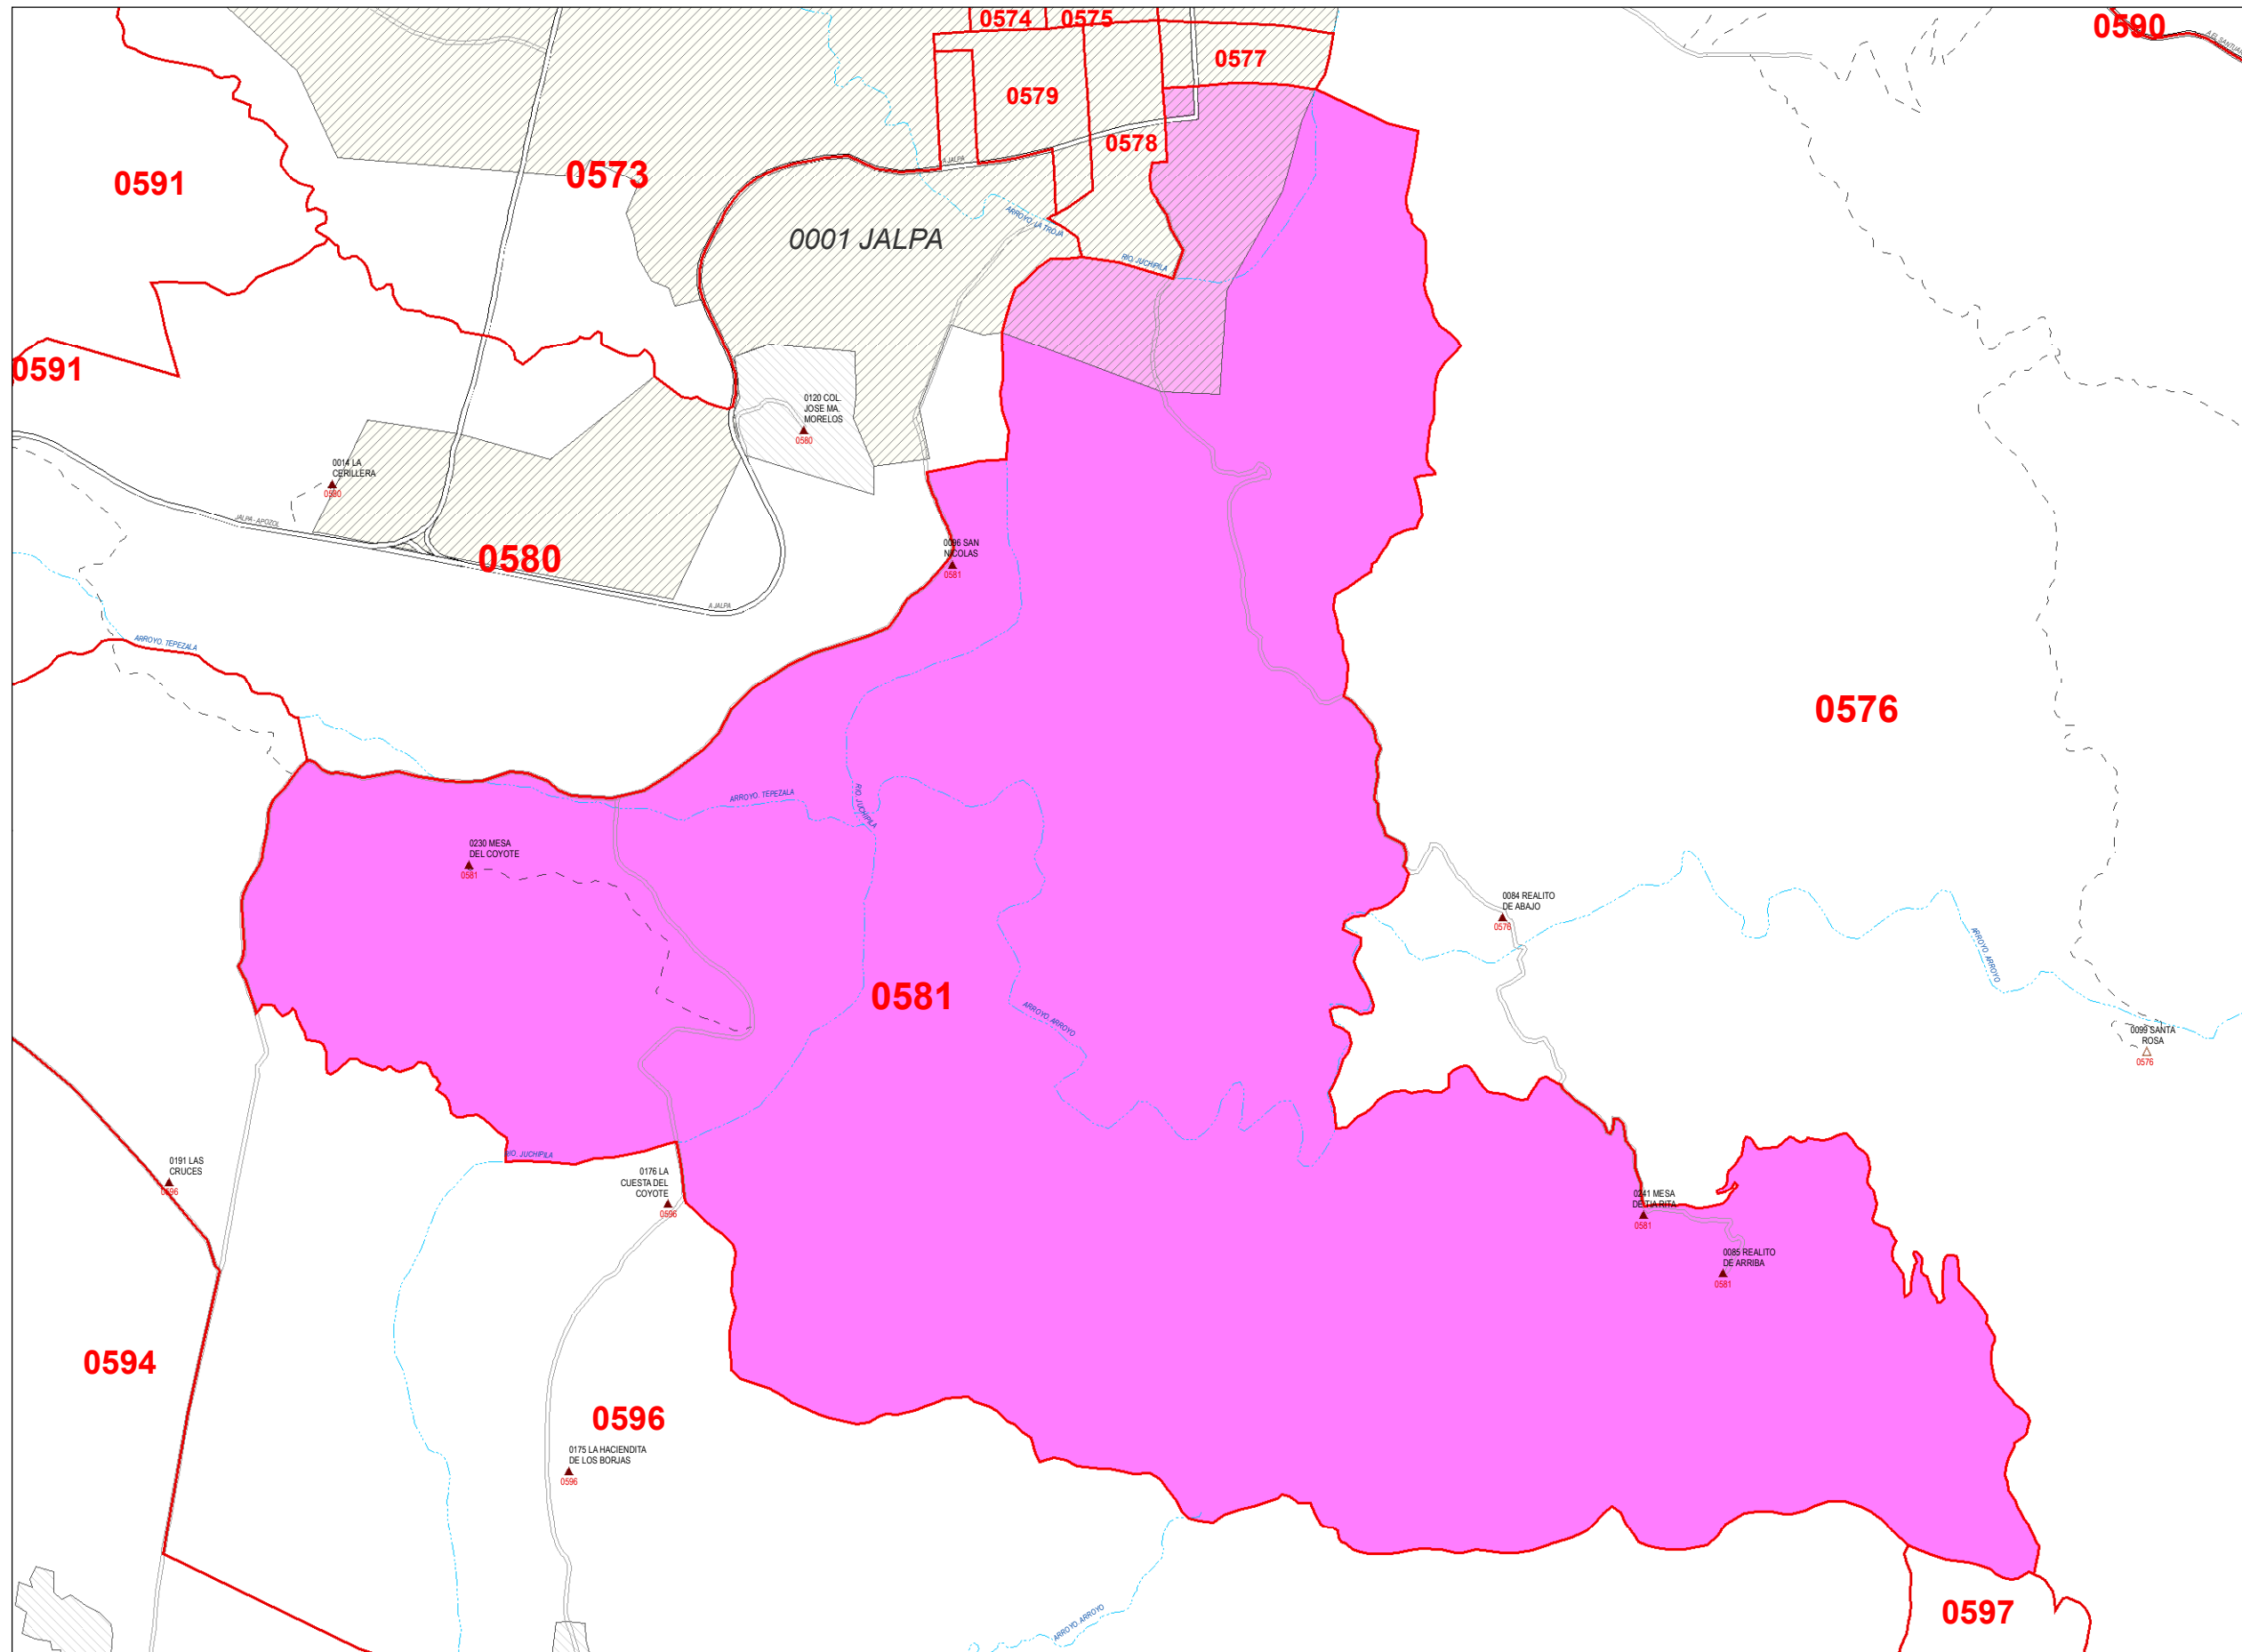 0574
0575
0590
A EL SANTUARIO
0577
0579
0578
A JALPA
0591
0573
0001 JALPA
ARROYO. LA TROJA
RIO. JUCHIPILA
0591
0120 COL.
JOSE MA.
MORELOS
0580
0014 LA
CERILLERA
0580
JALPA - APOZOL
0580
0096 SAN
NICOLAS
0581
A JALPA
ARROYO. TEPEZALA
0576
ARROYO. TEPEZALA
RIO. JUCHIPILA
0230 MESA
DEL COYOTE
0581
0084 REALITO
DE ABAJO
0576
ARROYO. ARROYO
0581
ARROYO. ARROYO
0099 SANTA
ROSA
0576
RIO. JUCHIPILA
0191 LAS
CRUCES
0596
0176 LA
CUESTA DEL
COYOTE
0596
0241 MESA
DE TIA RITA
0581
0085 REALITO
DE ARRIBA
0581
0594
0596
0175 LA HACIENDITA
DE LOS BORJAS
0596
ARROYO. ARROYO
0597